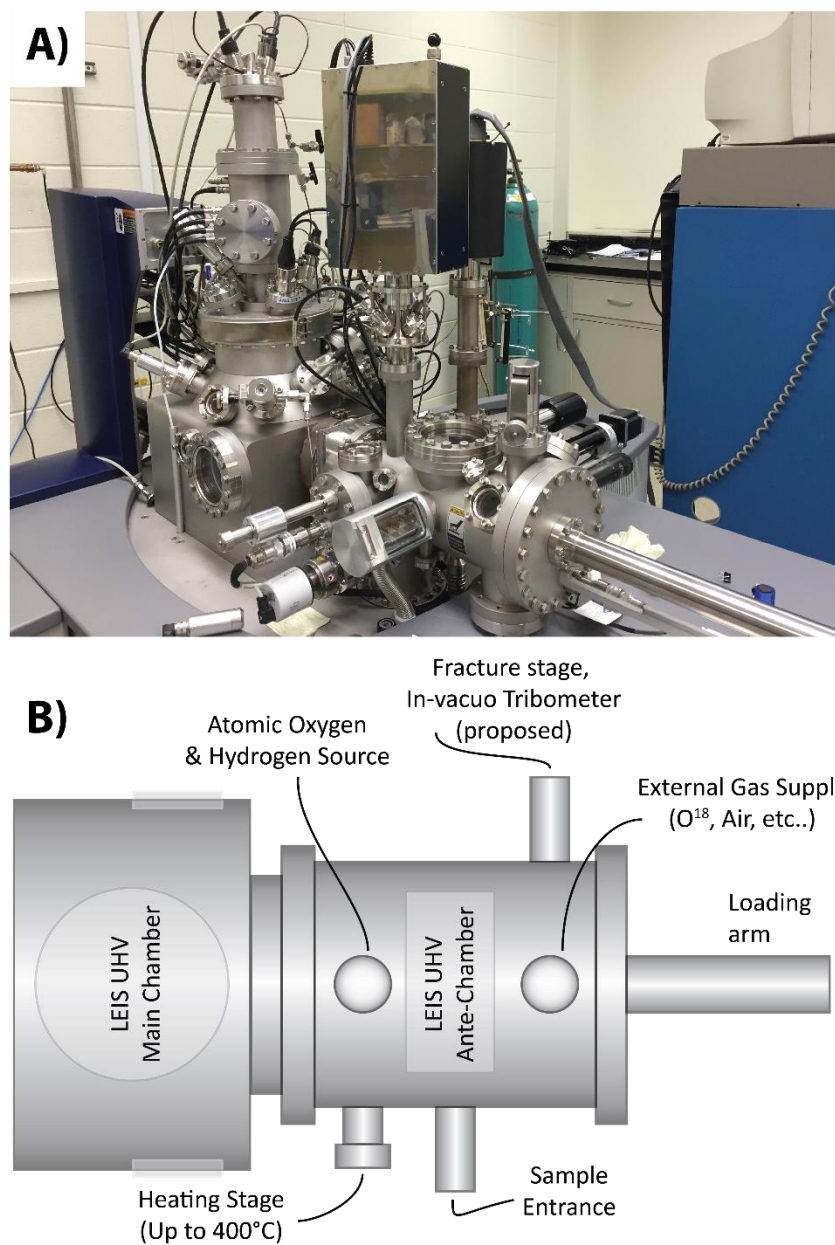 A)
B)
Fracture stage,
In-vacuo Tribometer
(proposed)
Atomic Oxygen
& Hydrogen Source
External Gas Suppl
(O¹⁸, Air, etc..)
Loading
arm
LEIS UHV
Main Chamber
LEIS UHV
Ante-Chamber
Heating Stage
(Up to 400°C)
Sample
Entrance